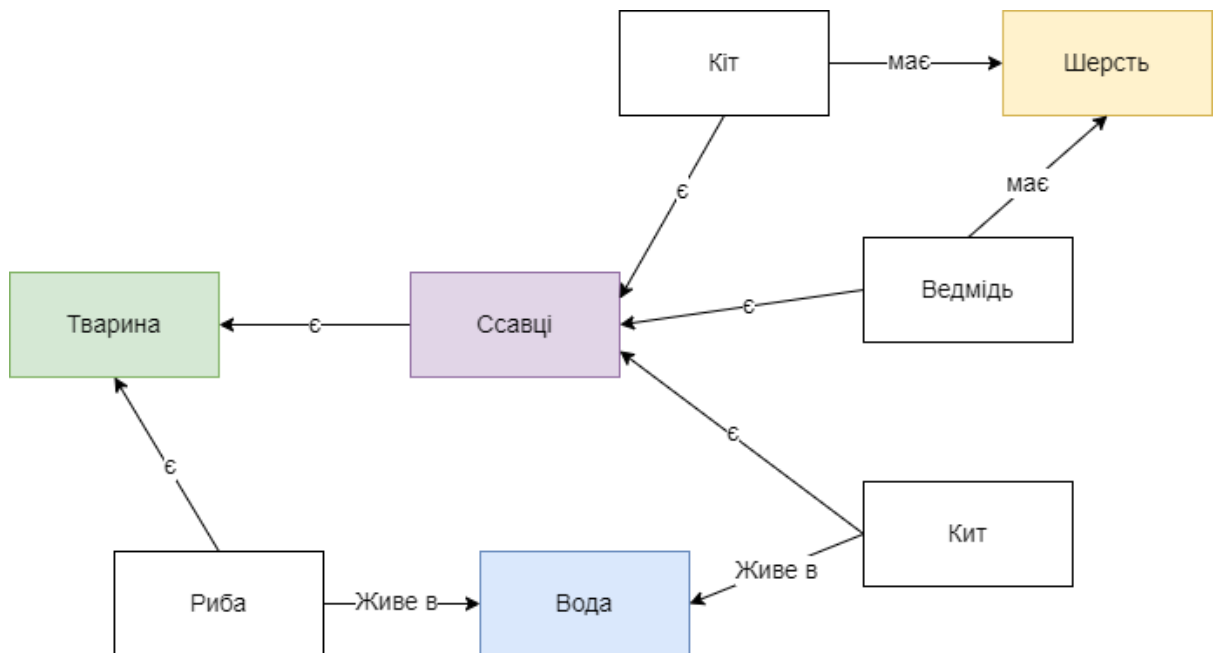 Кіт
має
Шерсть
є
має
Ведмідь
є
Тварина
є
Ссавці
є
є
Кит
Живе в
Риба
Живе в
Вода